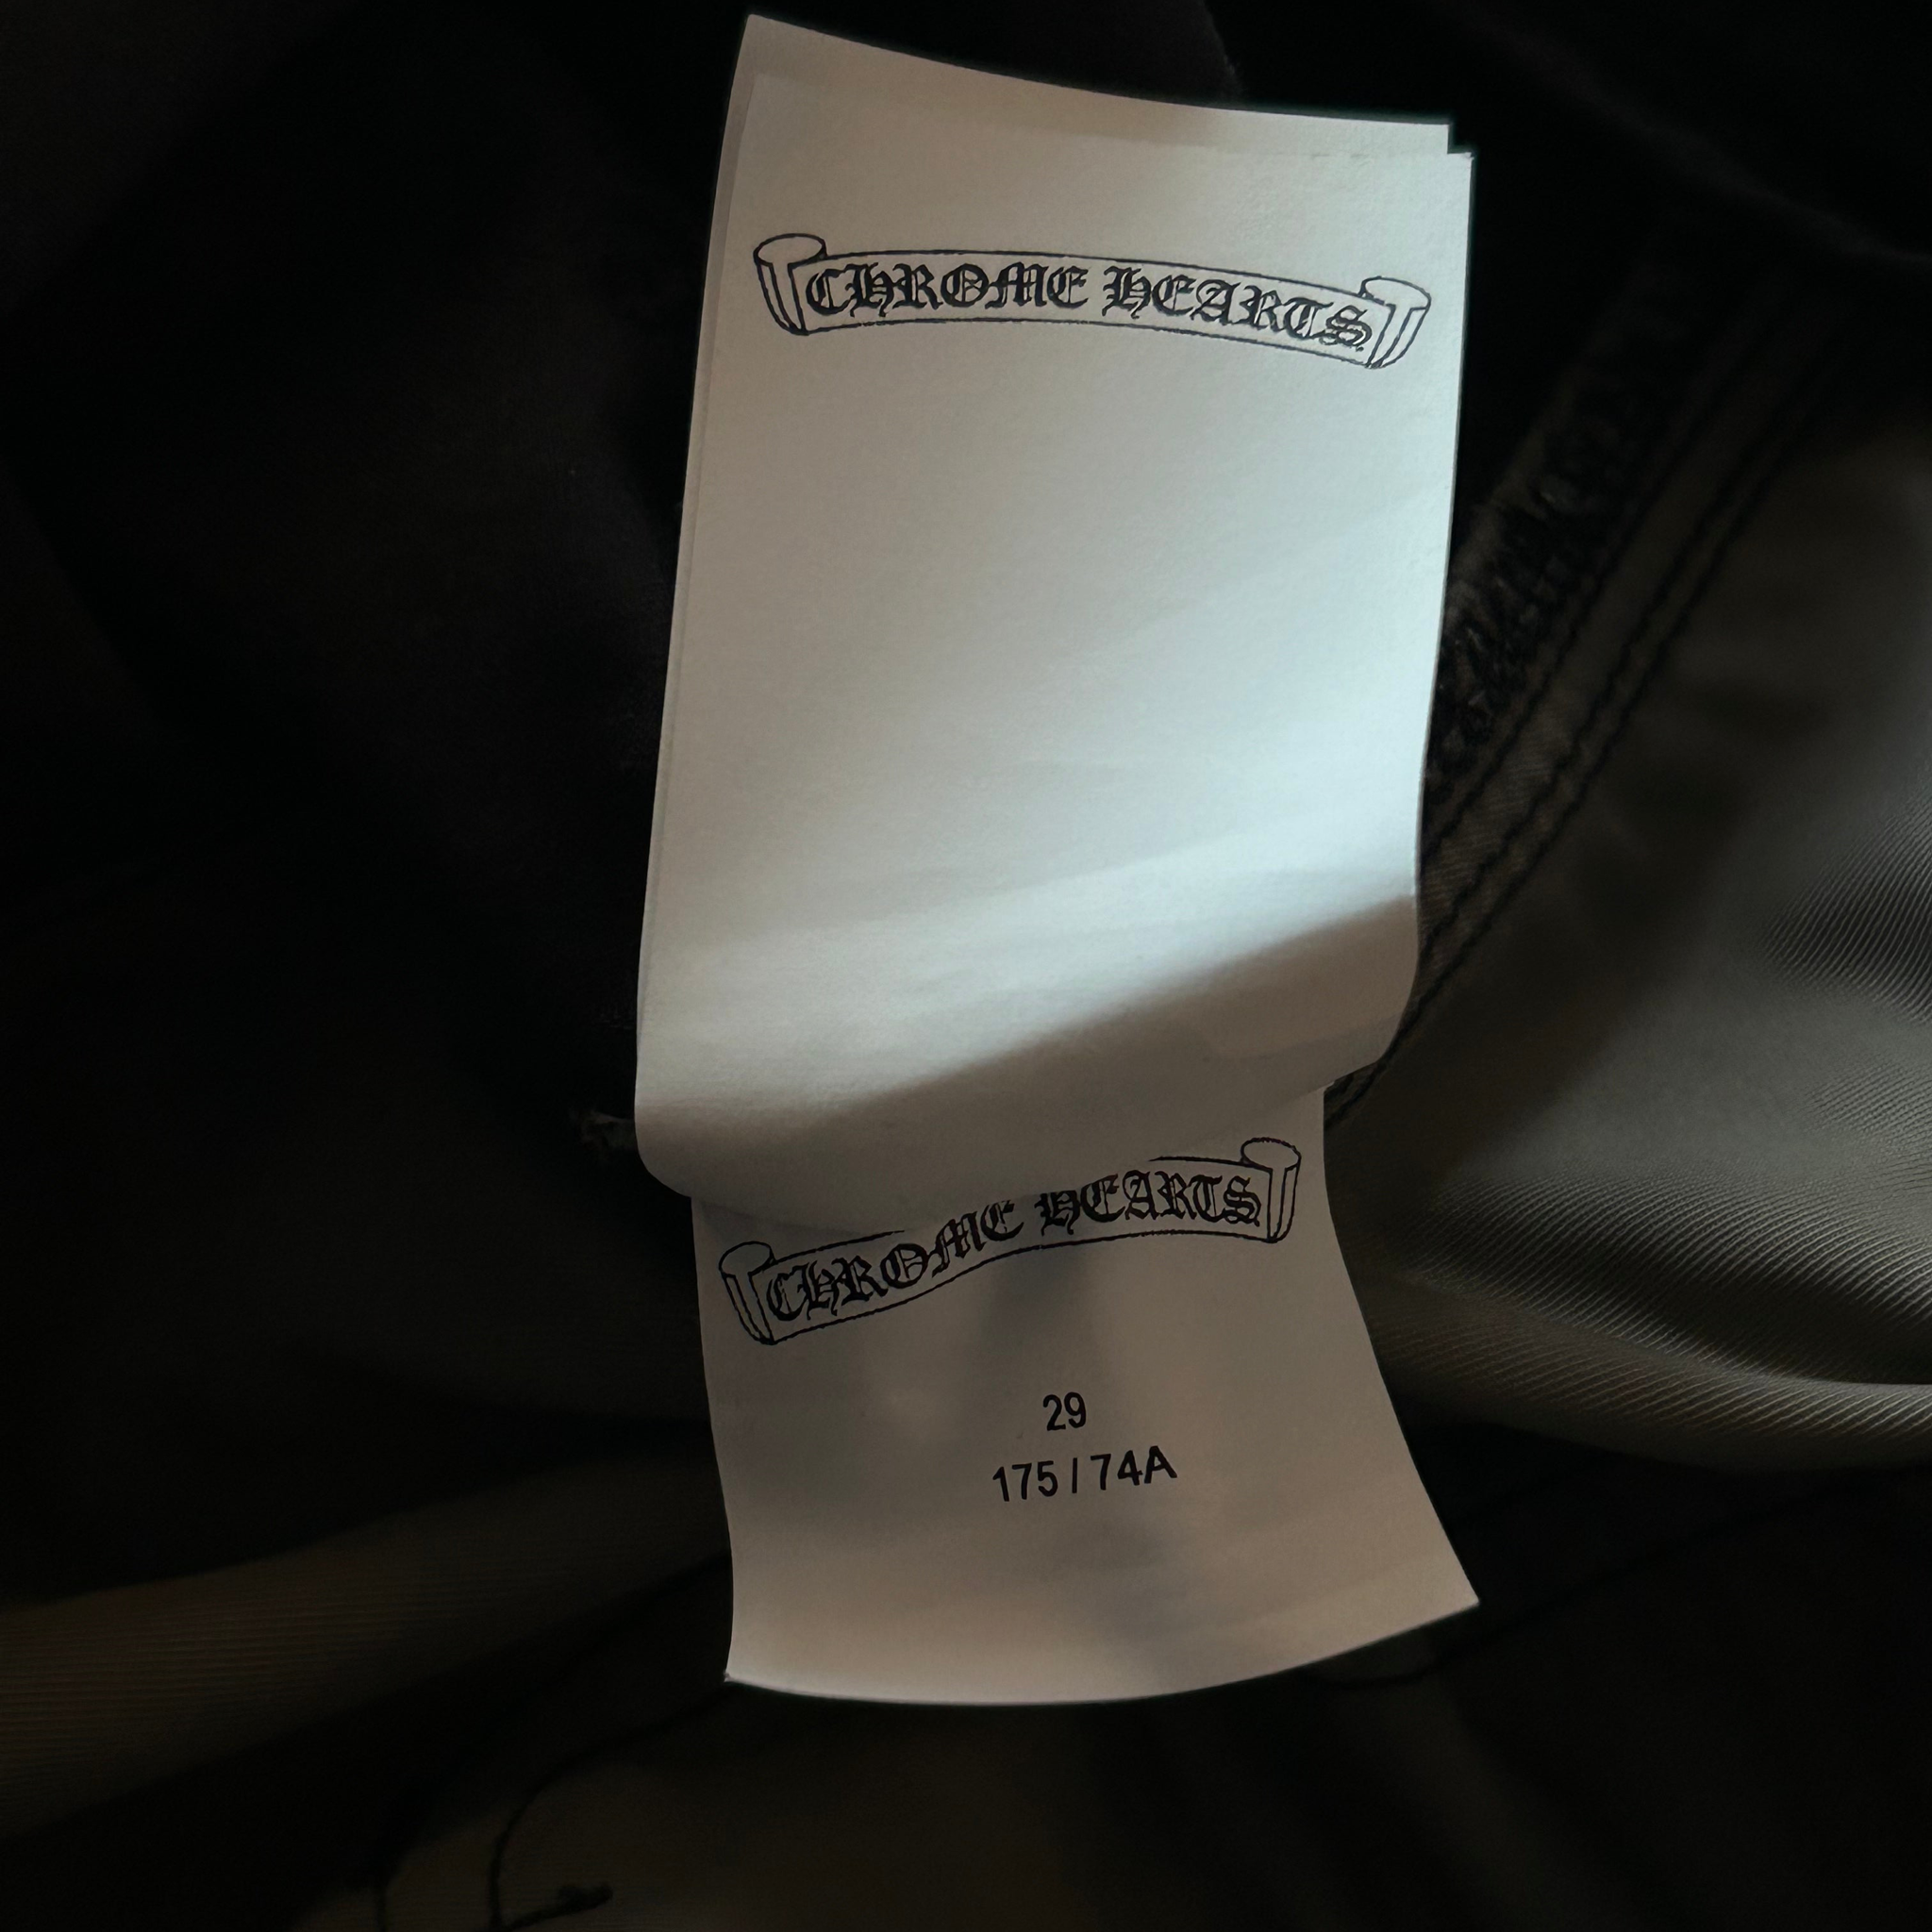 CHROME HEARTS
CHROME HEARTS
29
175 / 74A